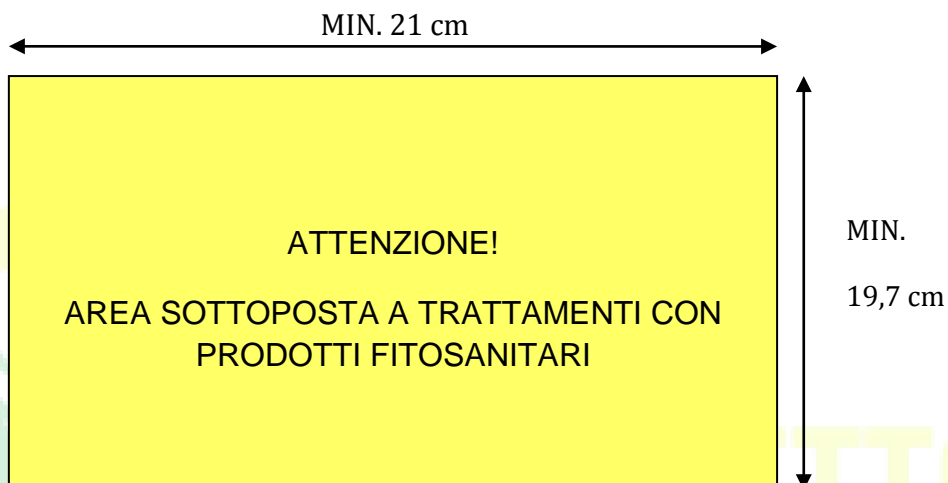 MIN. 21 cm
ATTENZIONE!
AREA SOTTOPOSTA A TRATTAMENTI CON
PRODOTTI FITOSANITARI
MIN.
19,7 cm